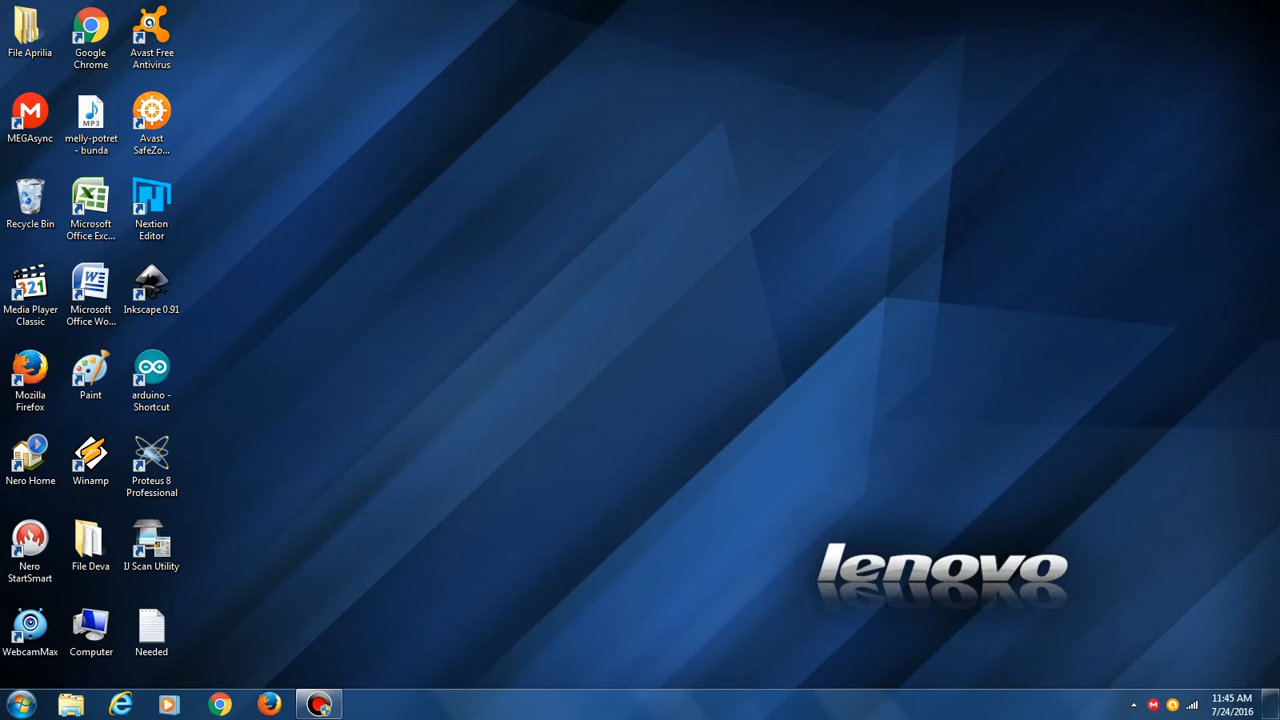 File Aprilia
Google
Chrome
Avast Free
Antivirus
MEGAsync
MP3
melly-potret
- bunda
Avast
SafeZo...
Recycle Bin
Microsoft
Office Exc...
Nextion
Editor
321
Media Player
Classic
Microsoft
Office Wo...
Inkscape 0.91
Mozilla
Firefox
Paint
arduino -
Shortcut
Nero Home
Winamp
Proteus 8
Professional
Nero
StartSmart
File Deva
IJ Scan Utility
WebcamMax
Computer
Needed
lenovo
11:45 AM
7/24/2016